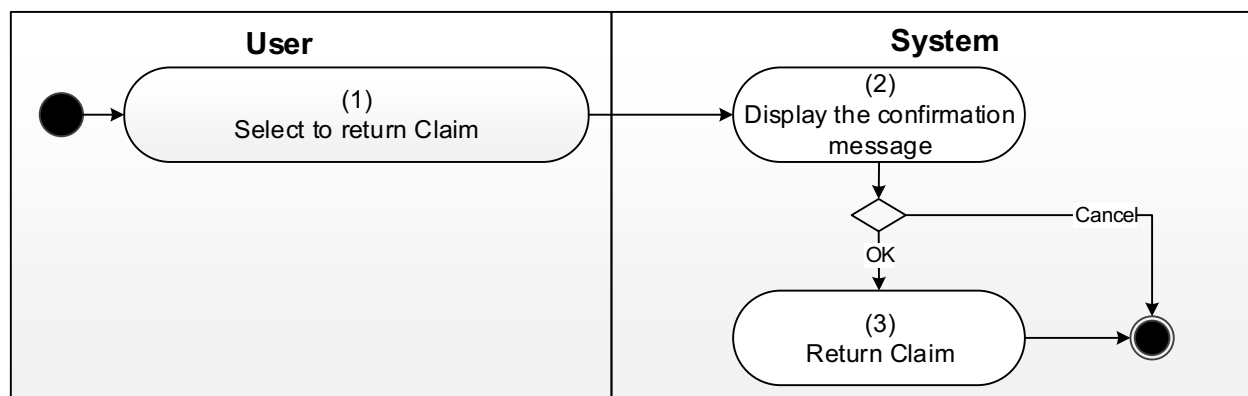 User
System
(1)
Select to return Claim
(2)
Display the confirmation
message
Cancel
OK
(3)
Return Claim